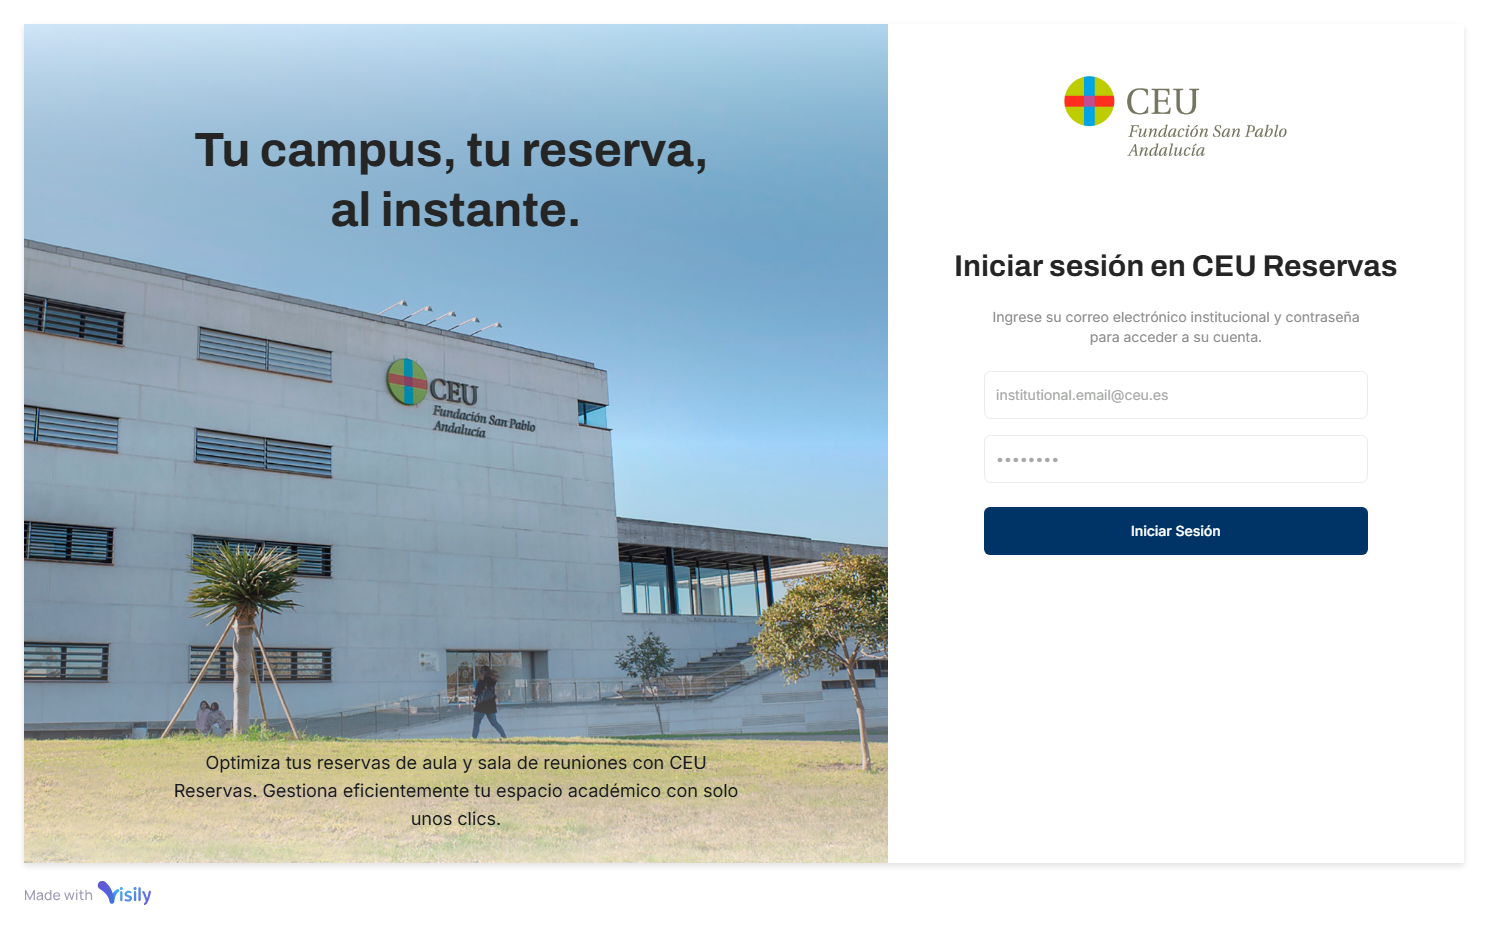 Tu campus, tu reserva,
al instante.
CEU
Fundación San Pablo
Andalucía
Optimiza tus reservas de aula y sala de reuniones con CEU
Reservas. Gestiona eficientemente tu espacio académico con solo
unos clics.
CEU
Fundación San Pablo
Andalucía
Iniciar sesión en CEU Reservas
Ingrese su correo electrónico institucional y contraseña
para acceder a su cuenta.
institutional.email@ceu.es
••••••••
Iniciar Sesión
Made with Visily